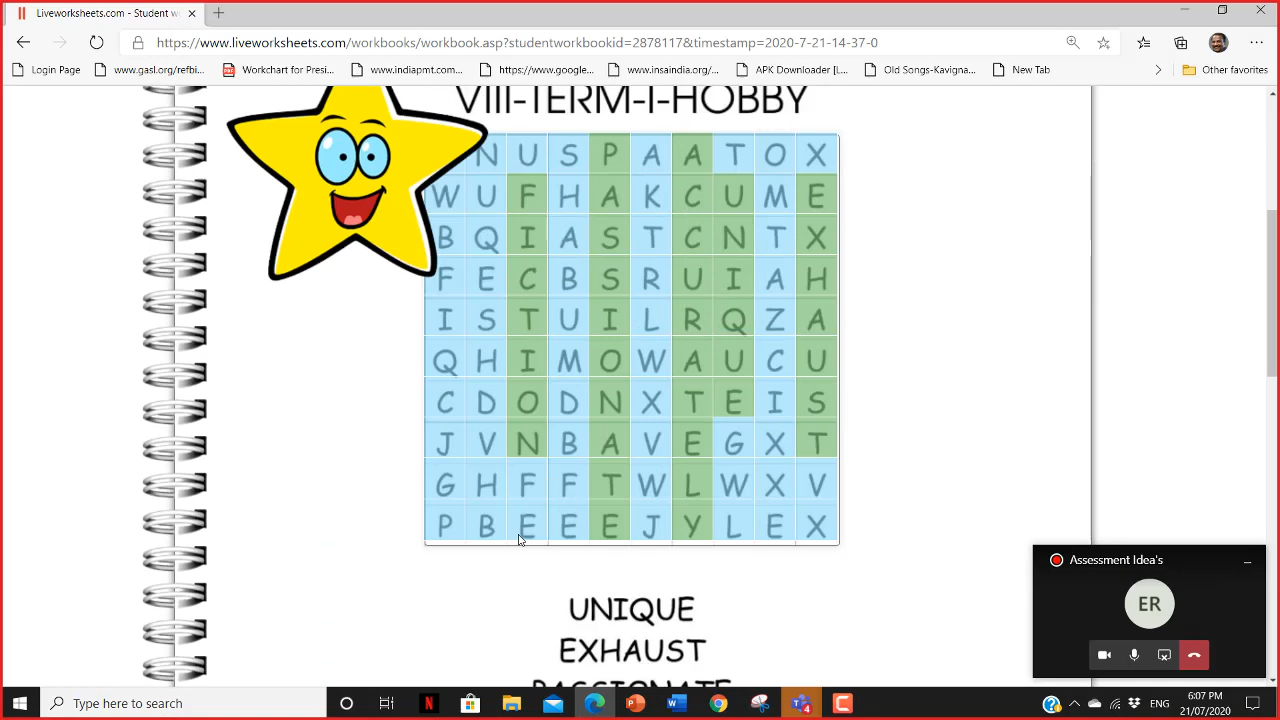 Liveworksheets.com - Student w
https://www.liveworksheets.com/workbooks/workbook.asp?studentworkbookid=2878117&timestamp=2020-7-21-14-37-0
Login Page www.gasl.org/refbi... Workchart for Presi... www.indiapmt.com... https://www.google... www.insaindia.org/... APK Downloader [L... Old Songs(Kavigna... New Tab Other favorites
VIII-TERM-I-HOBBY
N U S P A A T O X
W U F H A K C U M E
B Q I A S T C N T X
F E C B S R U I A H
I S T U I L R Q Z A
Q H I M O W A U C U
C D O D N X T E I S
J V N B A V E G X T
G H F F T W L W X V
P B E E E J Y L E X
UNIQUE
EXHAUST
PASSIONATE
Assessment Idea's
ER
Type here to search
4
ENG
6:07 PM
21/07/2020